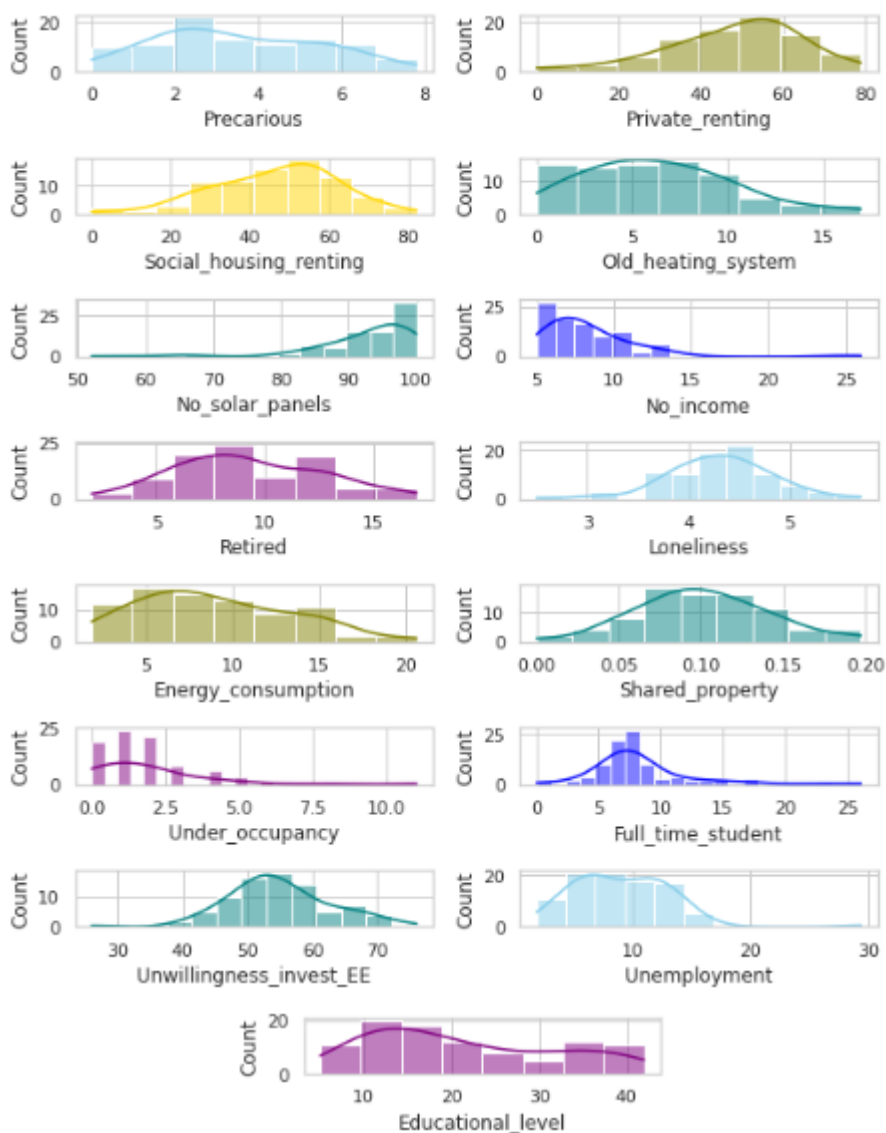 Count 20 0
0 2 4 6 8
Precarious
Count 20 0
0 20 40 60 80
Private_renting
Count 10 0
0 20 40 60 80
Social_housing_renting
Count 10 0
0 5 10 15
Old_heating_system
Count 25 0
50 60 70 80 90 100
No_solar_panels
Count 25 0
5 10 15 20 25
No_income
Count 25 0
5 10 15
Retired
Count 20 0
3 4 5
Loneliness
Count 10 0
5 10 15 20
Energy_consumption
Count 10 0
0.00 0.05 0.10 0.15 0.20
Shared_property
Count 25 0
0.0 2.5 5.0 7.5 10.0
Under_occupancy
Count 25 0
0 5 10 15 20 25
Full_time_student
Count 10 0
30 40 50 60 70
Unwillingness_invest_EE
Count 20 0
10 20 30
Unemployment
Count 20 0
10 20 30 40
Educational_level